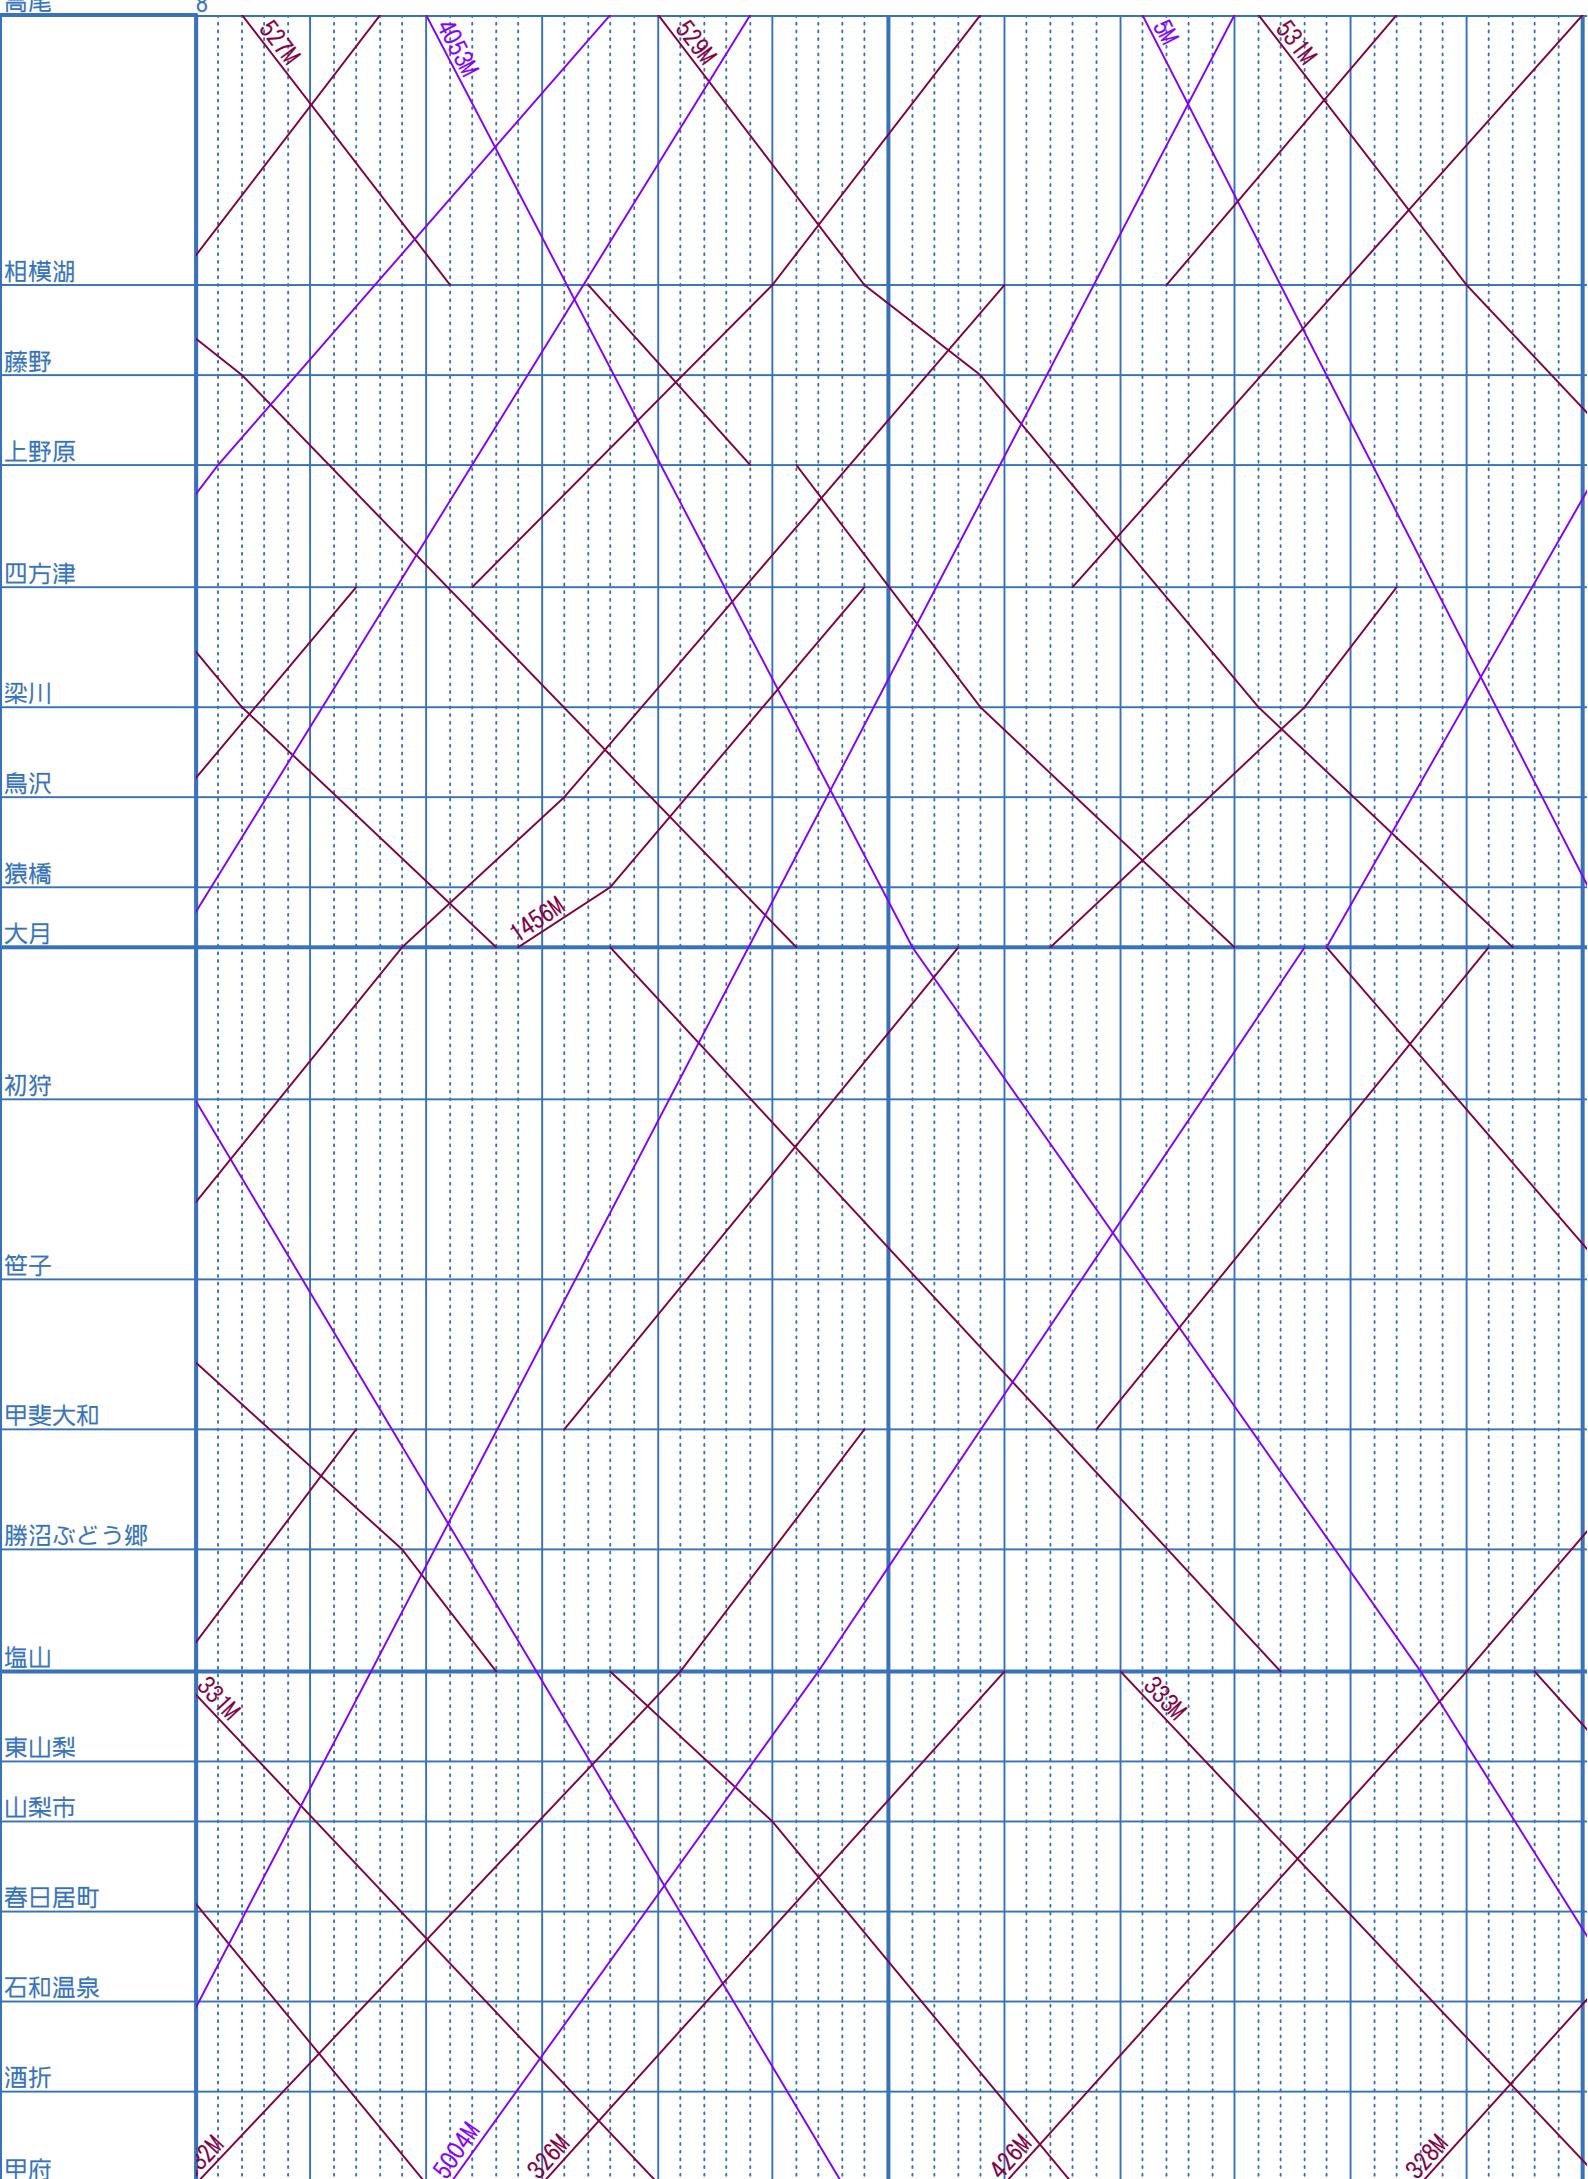 高尾 8
527M
4053M
529M
5M
531M
相模湖
藤野
上野原
四方津
梁川
鳥沢
猿橋
1456M
大月
初狩
笹子
甲斐大和
勝沼ぶどう郷
塩山
331M
333M
東山梨
山梨市
春日居町
石和温泉
酒折
32M
5004M
326M
426M
328M
甲府